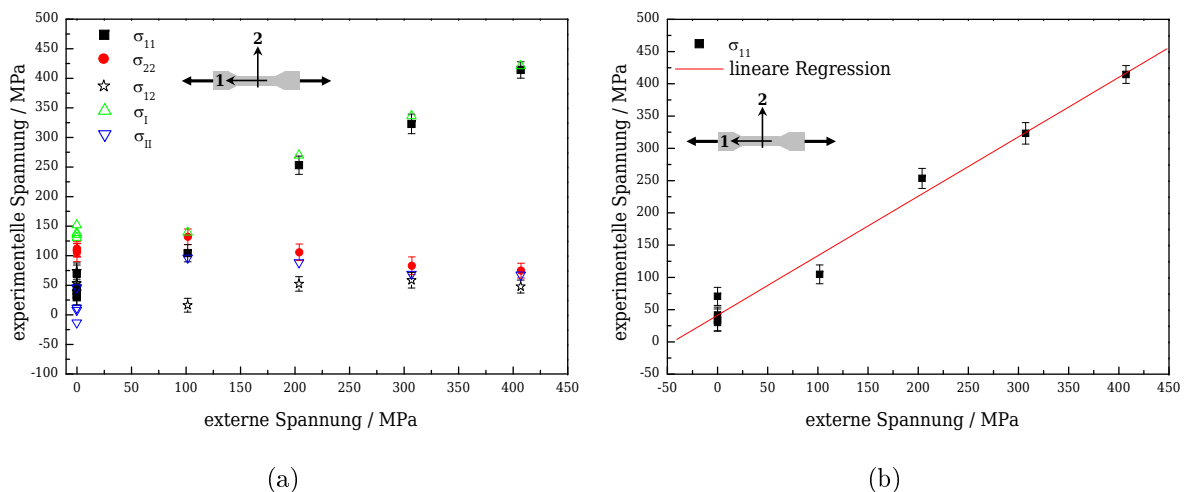 experimentelle Spannung / MPa
500
450
400
350
300
250
200
150
100
50
0
-50
-100
σ11
σ22
σ12
σI
σII
2
1
0 50 100 150 200 250 300 350 400 450
externe Spannung / MPa
(a)
experimentelle Spannung / MPa
500
450
400
350
300
250
200
150
100
50
0
-50
σ11
lineare Regression
2
1
-50 0 50 100 150 200 250 300 350 400 450
externe Spannung / MPa
(b)